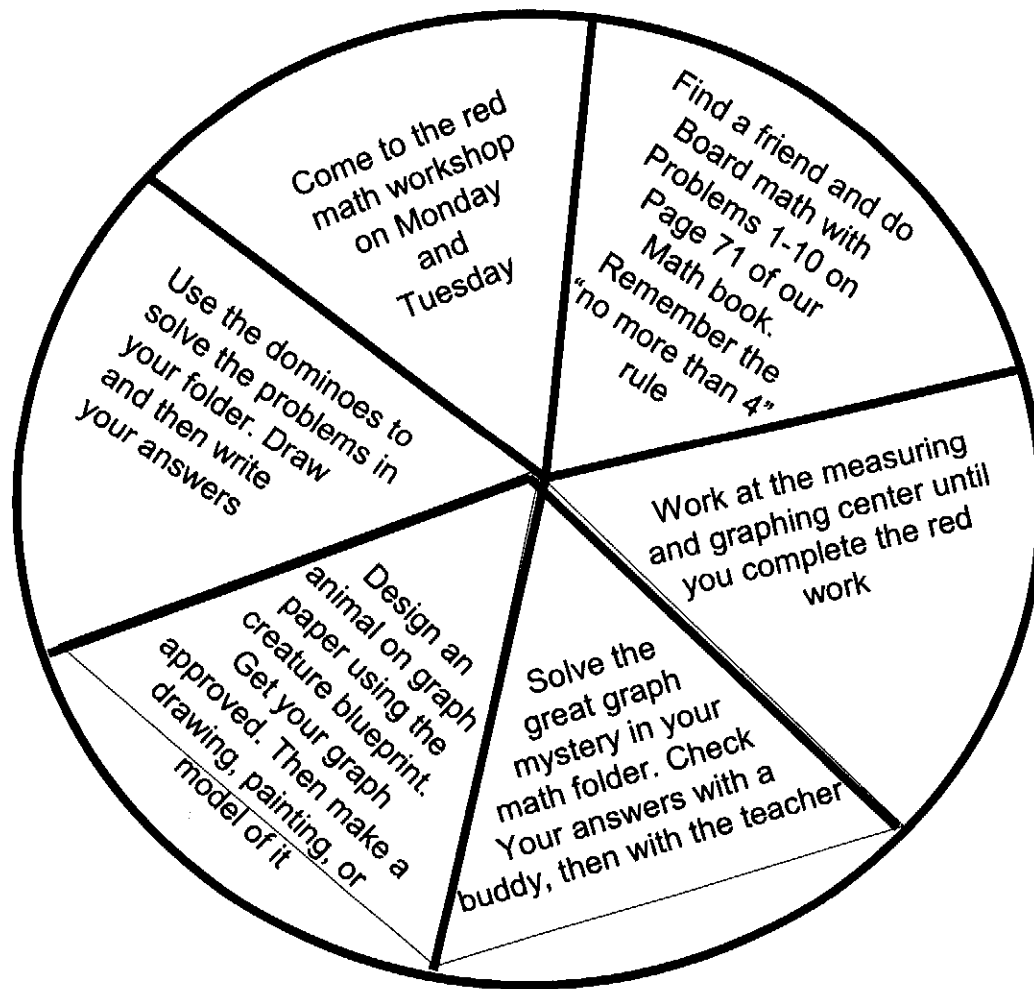 Come to the red
math workshop
on Monday
and
Tuesday
Find a friend and do
Board math with
Problems 1-10 on
Page 71 of our
Math book.
Remember the
“no more than 4”
rule
Work at the measuring
and graphing center until
you complete the red
work
Solve the
great graph
mystery in your
math folder. Check
Your answers with a
buddy, then with the teacher
Design an
animal on graph
paper using the
creature blueprint.
Get your graph
approved. Then make a
drawing, painting, or
model of it
Use the dominoes to
solve the problems in
your folder. Draw
and then write
your answers